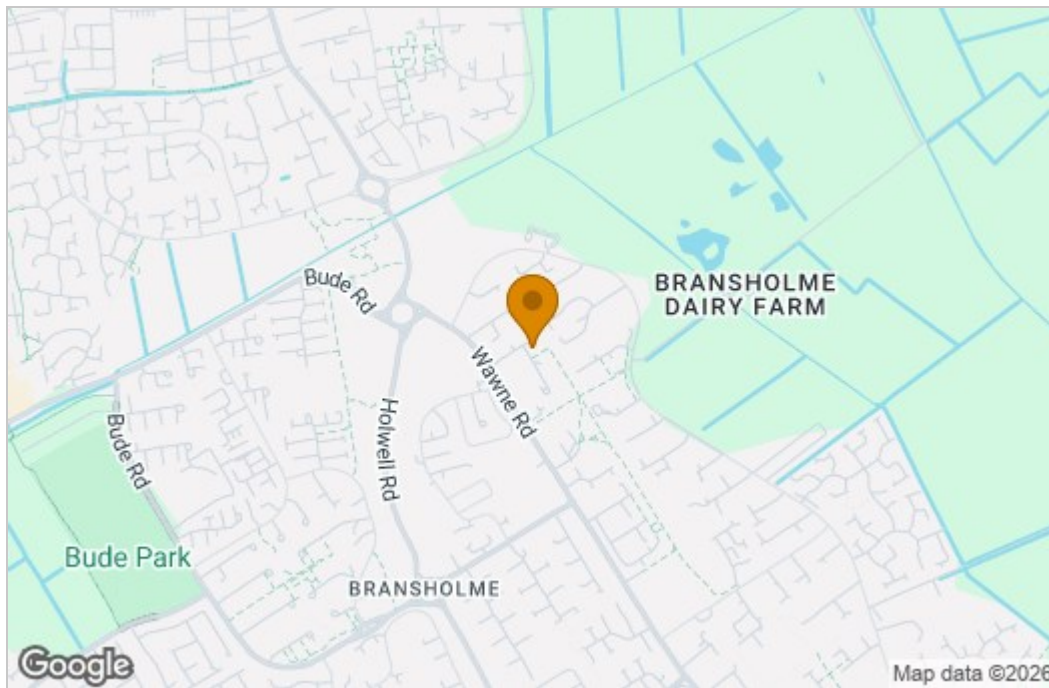 Bude Rd
BRANSHOLME
DAIRY FARM
Wawne Rd
Holwell Rd
Bude Rd
Bude Park
BRANSHOLME
Google
Map data ©2026